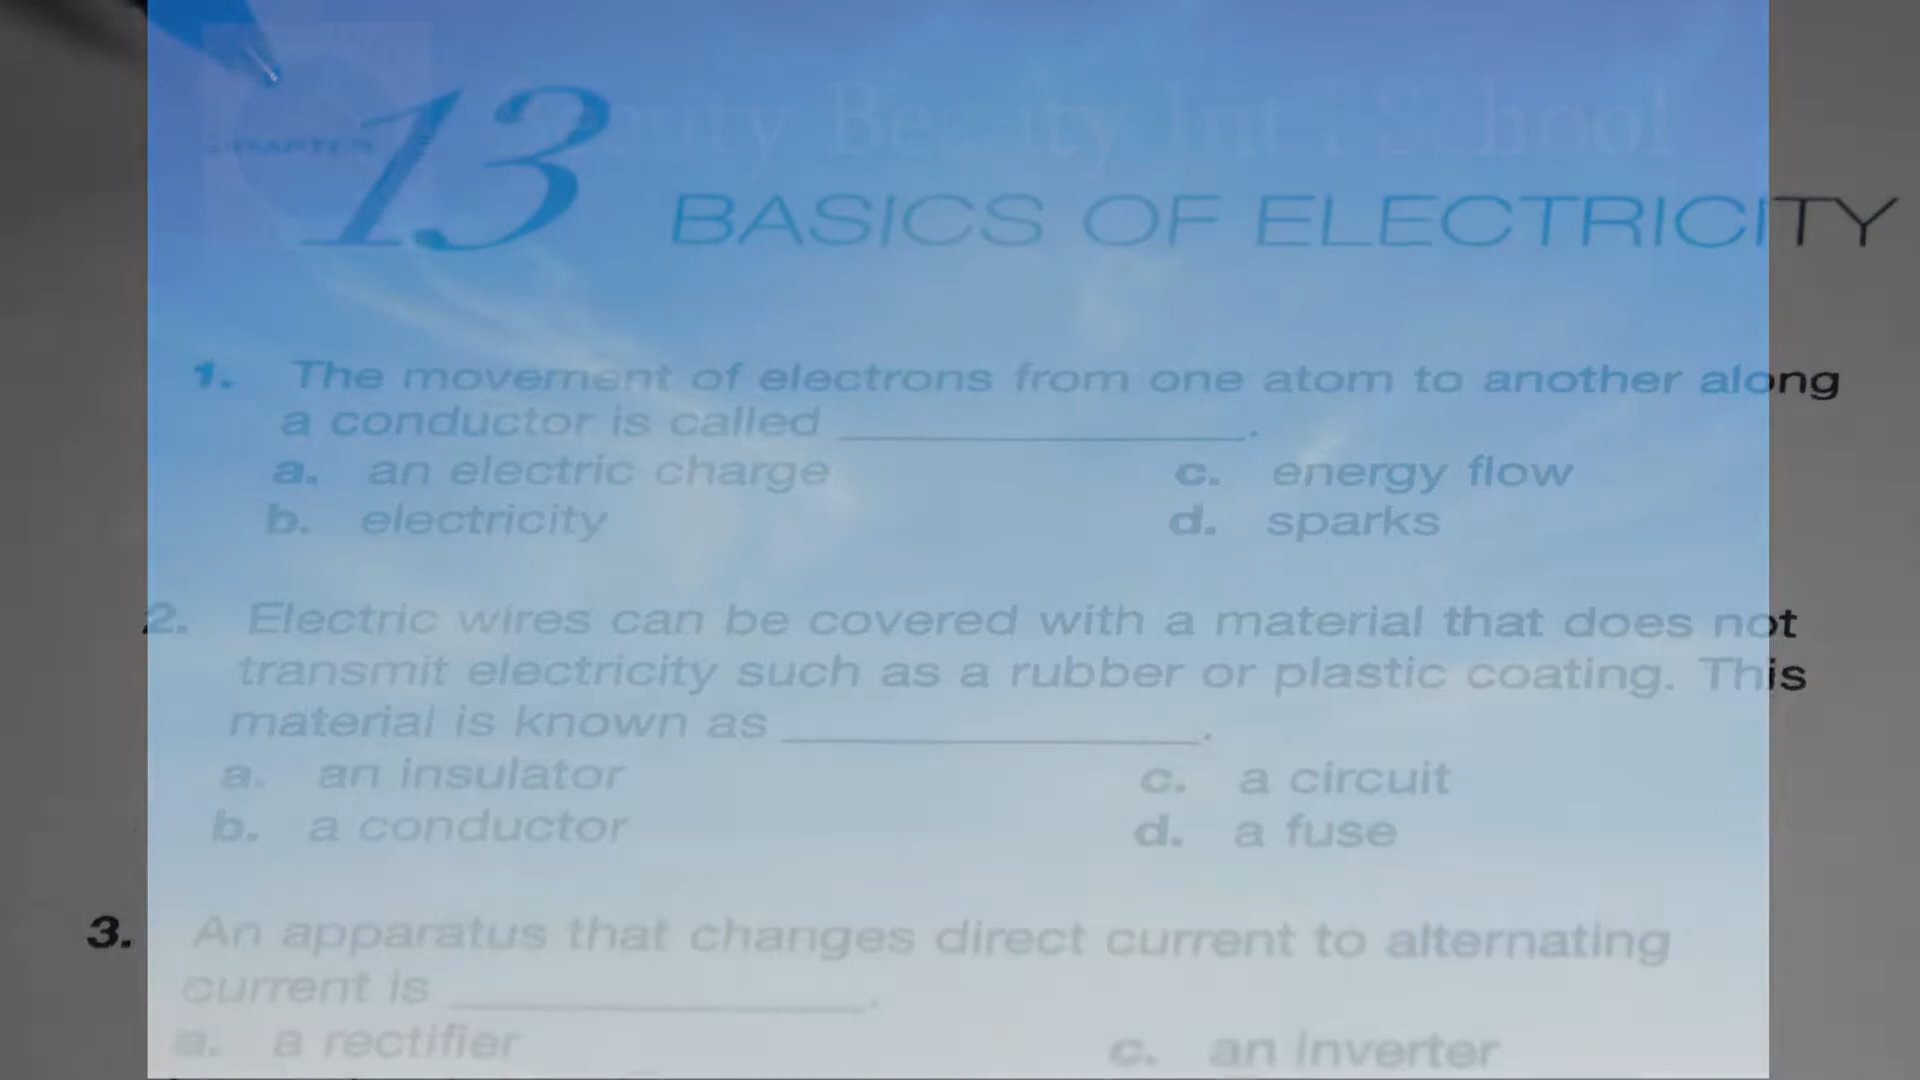 CHAPTER 13
BASICS OF ELECTRICITY
1. The movement of electrons from one atom to another along
a conductor is called ____________.
a. an electric charge c. energy flow
b. electricity d. sparks
2. Electric wires can be covered with a material that does not
transmit electricity such as a rubber or plastic coating. This
material is known as ____________.
a. an insulator c. a circuit
b. a conductor d. a fuse
3. An apparatus that changes direct current to alternating
current is ____________.
a. a rectifier c. an inverter